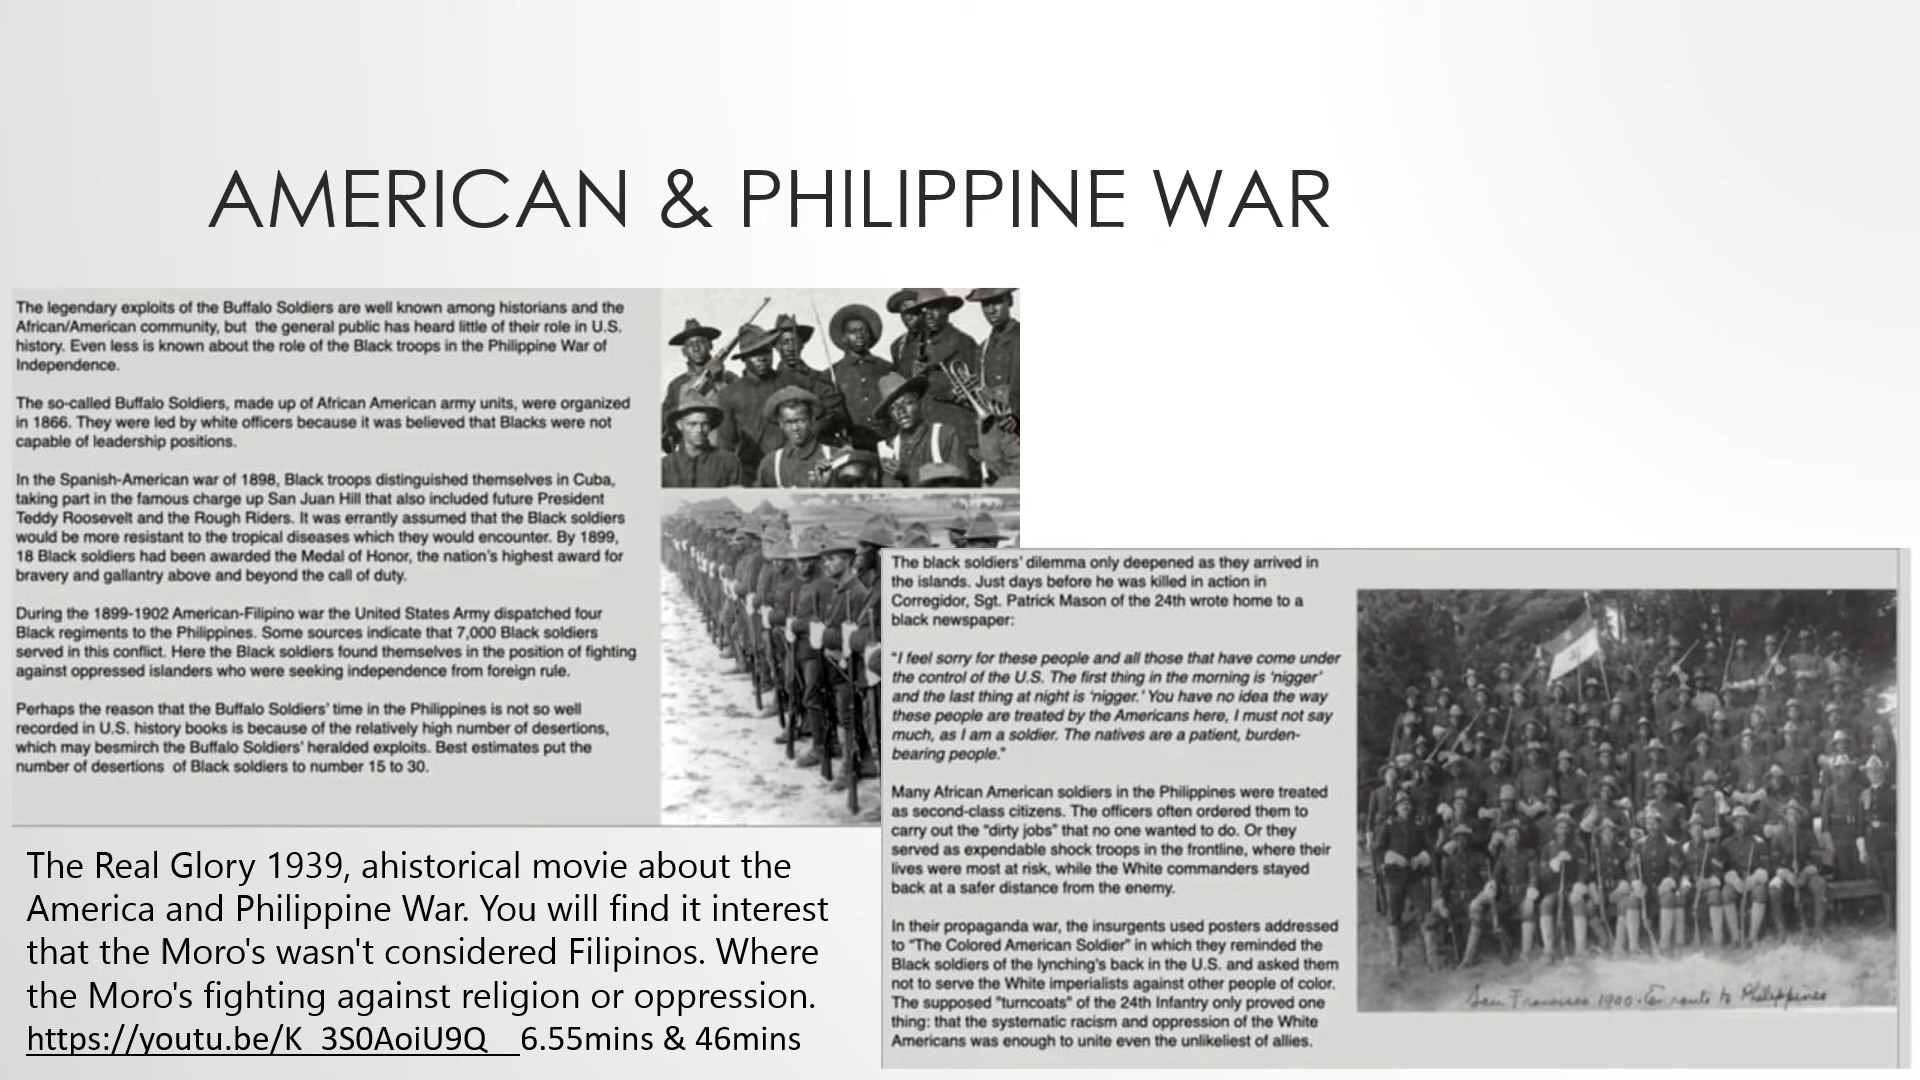 AMERICAN & PHILIPPINE WAR
The legendary exploits of the Buffalo Soldiers are well known among historians and the
African/American community, but the general public has heard little of their role in U.S.
history. Even less is known about the role of the Black troops in the Philippine War of
Independence.
The so-called Buffalo Soldiers, made up of African American army units, were organized
in 1866. They were led by white officers because it was believed that Blacks were not
capable of leadership positions.
In the Spanish-American war of 1898, Black troops distinguished themselves in Cuba,
taking part in the famous charge up San Juan Hill that also included future President
Teddy Roosevelt and the Rough Riders. It was errantly assumed that the Black soldiers
would be more resistant to the tropical diseases which they would encounter. By 1899,
18 Black soldiers had been awarded the Medal of Honor, the nation's highest award for
bravery and gallantry above and beyond the call of duty.
During the 1899-1902 American-Filipino war the United States Army dispatched four
Black regiments to the Philippines. Some sources indicate that 7,000 Black soldiers
served in this conflict. Here the Black soldiers found themselves in the position of fighting
against oppressed islanders who were seeking independence from foreign rule.
Perhaps the reason that the Buffalo Soldiers' time in the Philippines is not so well
recorded in U.S. history books is because of the relatively high number of desertions,
which may besmirch the Buffalo Soldiers' heralded exploits. Best estimates put the
number of desertions of Black soldiers to number 15 to 30.
The Real Glory 1939, ahistorical movie about the
America and Philippine War. You will find it interest
that the Moro's wasn't considered Filipinos. Where
the Moro's fighting against religion or oppression.
https://youtu.be/K_3S0AoiU9Q 6.55mins & 46mins
The black soldiers' dilemma only deepened as they arrived in
the islands. Just days before he was killed in action in
Corregidor, Sgt. Patrick Mason of the 24th wrote home to a
black newspaper:
"I feel sorry for these people and all those that have come under
the control of the U.S. The first thing in the morning is 'nigger'
and the last thing at night is 'nigger.' You have no idea the way
these people are treated by the Americans here, I must not say
much, as I am a soldier. The natives are a patient, burden-
bearing people."
Many African American soldiers in the Philippines were treated
as second-class citizens. The officers often ordered them to
carry out the "dirty jobs" that no one wanted to do. Or they
served as expendable shock troops in the frontline, where their
lives were most at risk, while the White commanders stayed
back at a safer distance from the enemy.
In their propaganda war, the insurgents used posters addressed
to "The Colored American Soldier" in which they reminded the
Black soldiers of the lynching's back in the U.S. and asked them
not to serve the White imperialists against other people of color.
The supposed "turncoats" of the 24th Infantry only proved one
thing: that the systematic racism and oppression of the White
Americans was enough to unite even the unlikeliest of allies.
San Francisco 1900. En route to Philippines